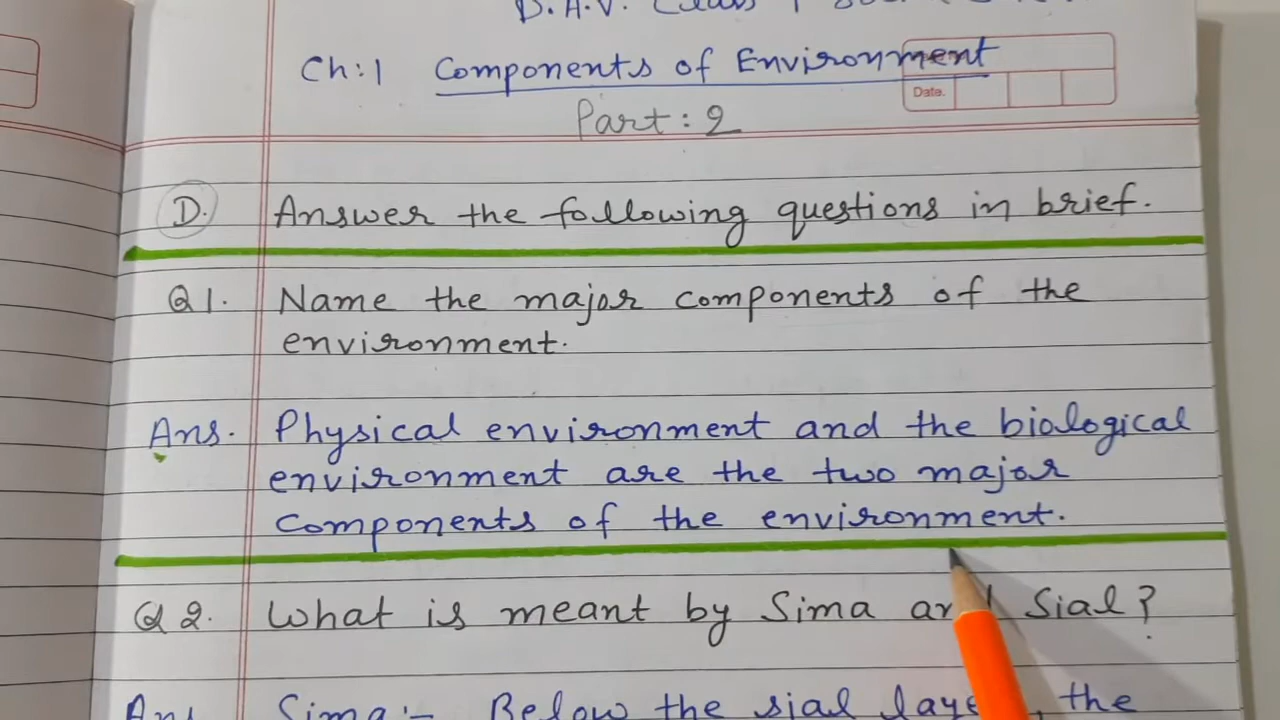 D.A.V. Class
Ch:1 Components of Environment
Date.
Part: 2
D. Answer the following questions in brief.
Q1. Name the major components of the
environment.
Ans. Physical environment and the biological
environment are the two major
components of the environment.
Q2. What is meant by Sima and Sial?
Ans Sima:- Below the sial layer, the